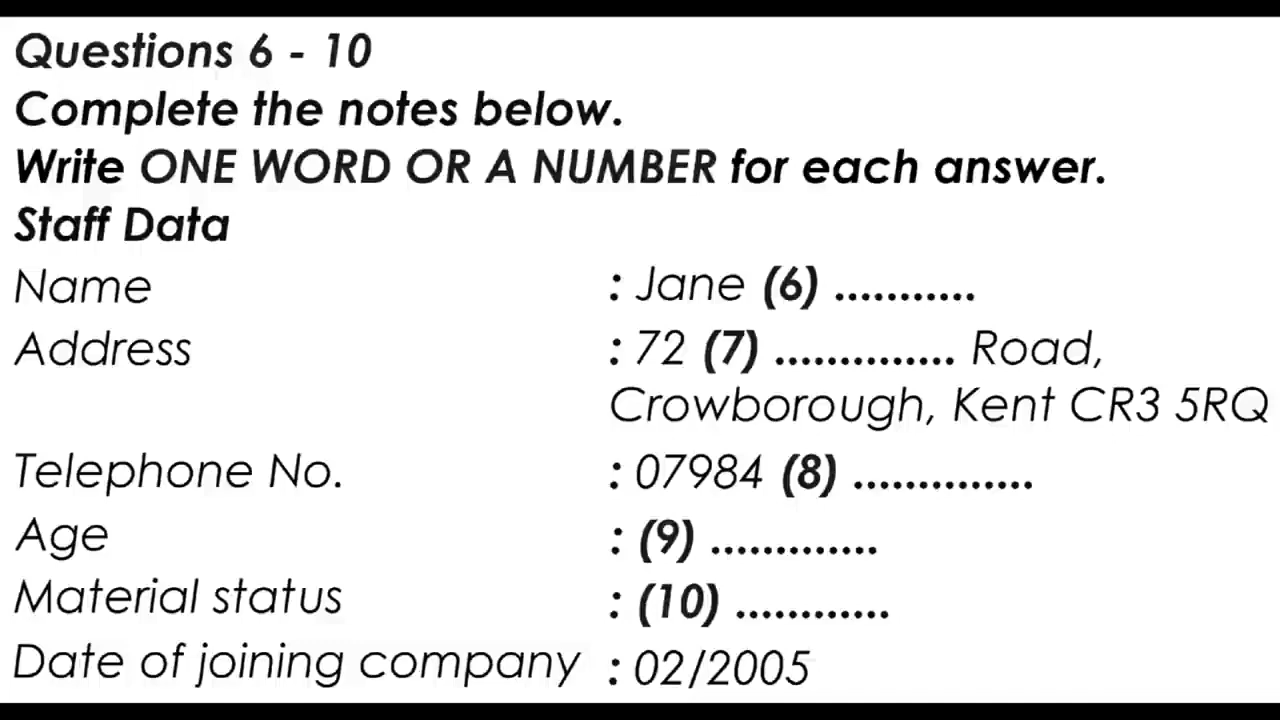 Questions 6 - 10
Complete the notes below.
Write ONE WORD OR A NUMBER for each answer.
Staff Data
Name : Jane (6) ...........
Address : 72 (7) .............. Road,
Crowborough, Kent CR3 5RQ
Telephone No. : 07984 (8) ..............
Age : (9) .............
Material status : (10) ............
Date of joining company : 02/2005